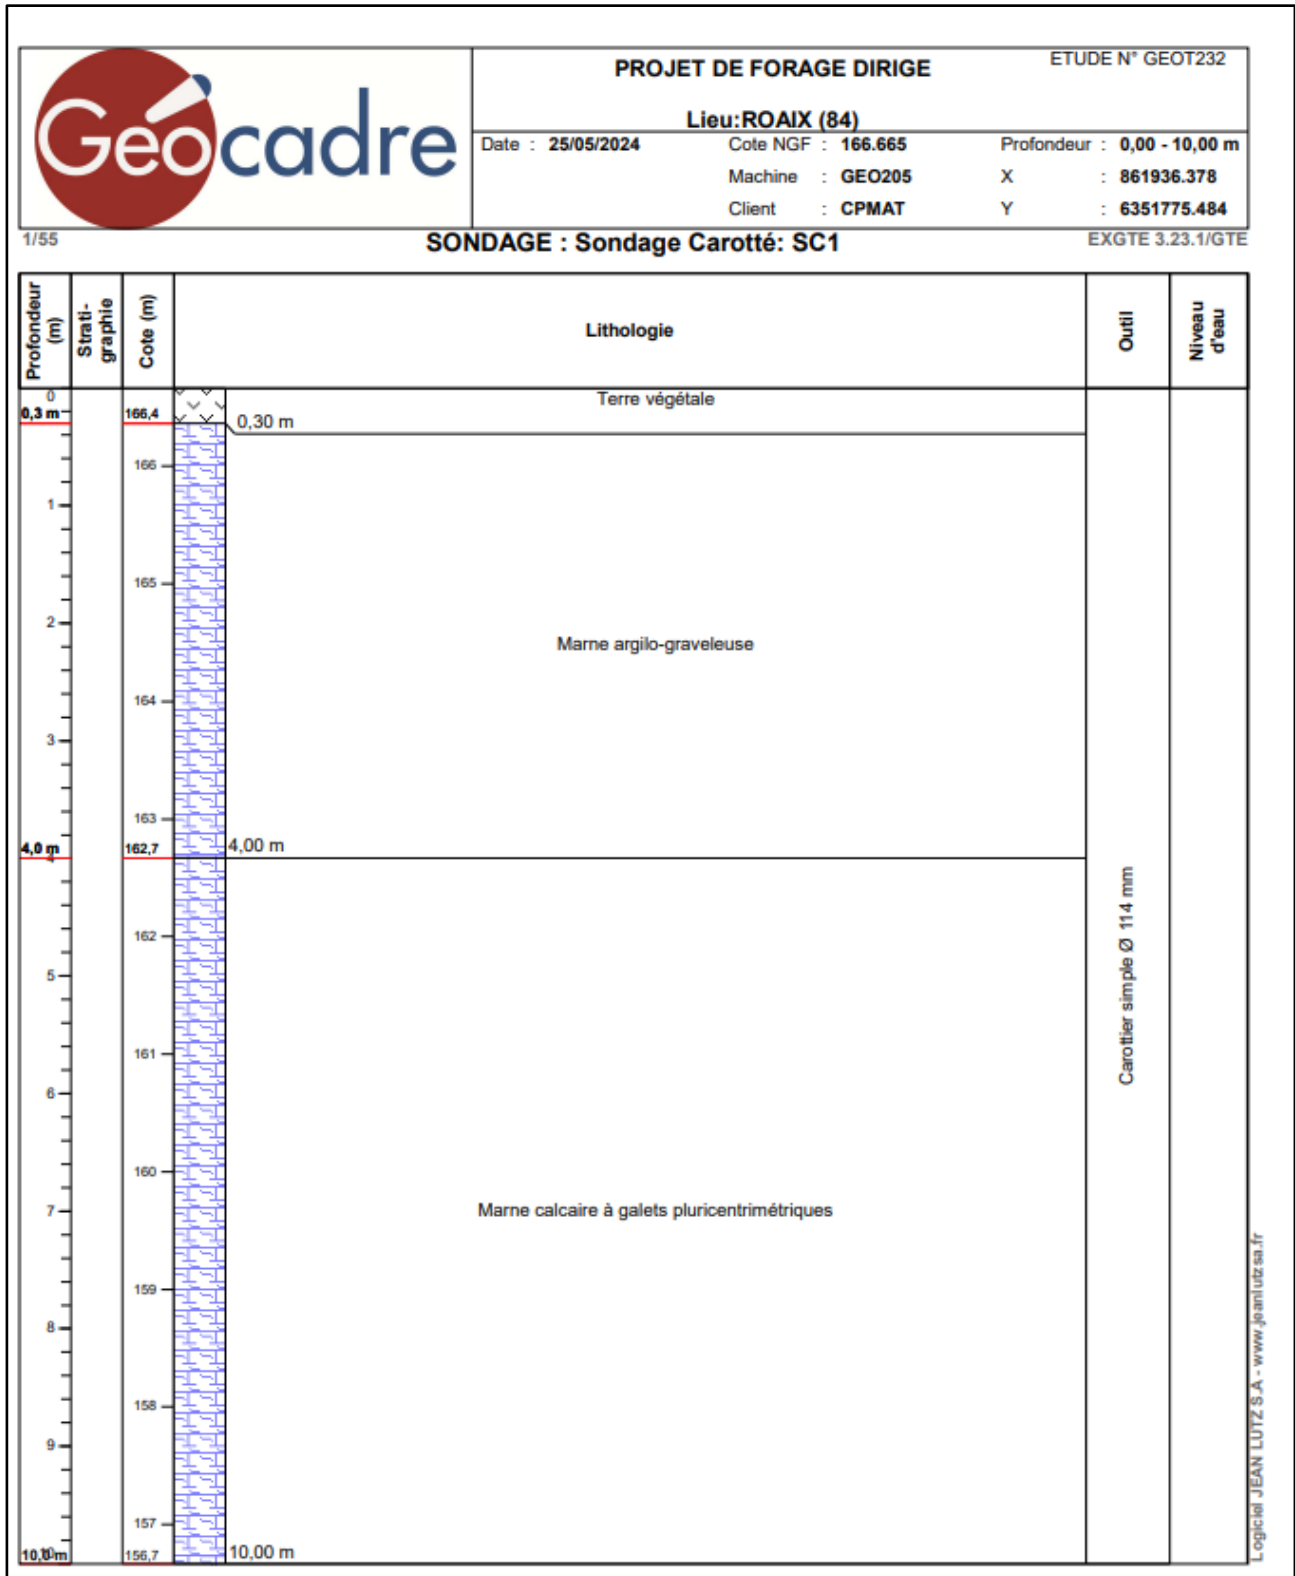 Géocadre
PROJET DE FORAGE DIRIGE
ETUDE N° GEOT232
Lieu:ROAIX (84)
Date : 25/05/2024 Cote NGF : 166.665 Profondeur : 0,00 - 10,00 m
Machine : GEO205 X : 861936.378
Client : CPMAT Y : 6351775.484
1/55
SONDAGE : Sondage Carotté: SC1
EXGTE 3.23.1/GTE
Profondeur
(m)
Strati-
graphie
Cote (m)
Lithologie
Outil
Niveau
d'eau
0
Terre végétale
0,3 m
166,4
0,30 m
166
1
165
2
Marne argilo-graveleuse
164
3
163
4,0 m
4
162,7
4,00 m
162
5
161
6
Carottier simple Ø 114 mm
160
7
Marne calcaire à galets pluricentrimétriques
159
8
158
9
157
10,0 m
10
156,7
10,00 m
Logiciel JEAN LUTZ S.A - www.jeanlutzsa.fr